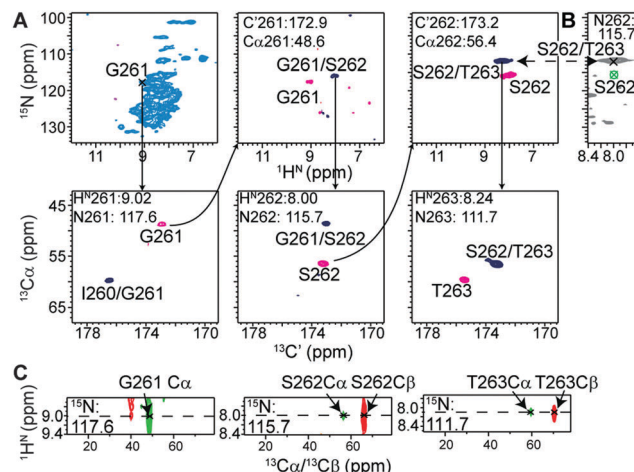 A
B
100
110
120
130
15N (ppm)
G261
11
9
7
C'261:172.9
Cα261:48.6
G261/S262
G261
11
9
7
1HN (ppm)
C'262:173.2
Cα262:56.4
S262/T263
S262
11
9
7
N262:
115.7
S262/T263
S262
8.4 8.0
45
55
65
13Cα (ppm)
HN261:9.02
N261: 117.6
G261
I260/G261
178
174
170
HN262:8.00
N262: 115.7
G261/S262
S262
178
174
170
13C' (ppm)
HN263:8.24
N263: 111.7
S262/T263
T263
178
174
170
C
G261 Cα
15N:
117.6
9.0
9.4
20
40
60
1HN (ppm)
S262Cα S262Cβ
15N:
115.7
8.0
8.4
20
40
60
13Cα/13Cβ (ppm)
T263Cα T263Cβ
15N:
111.7
8.0
8.4
20
40
60